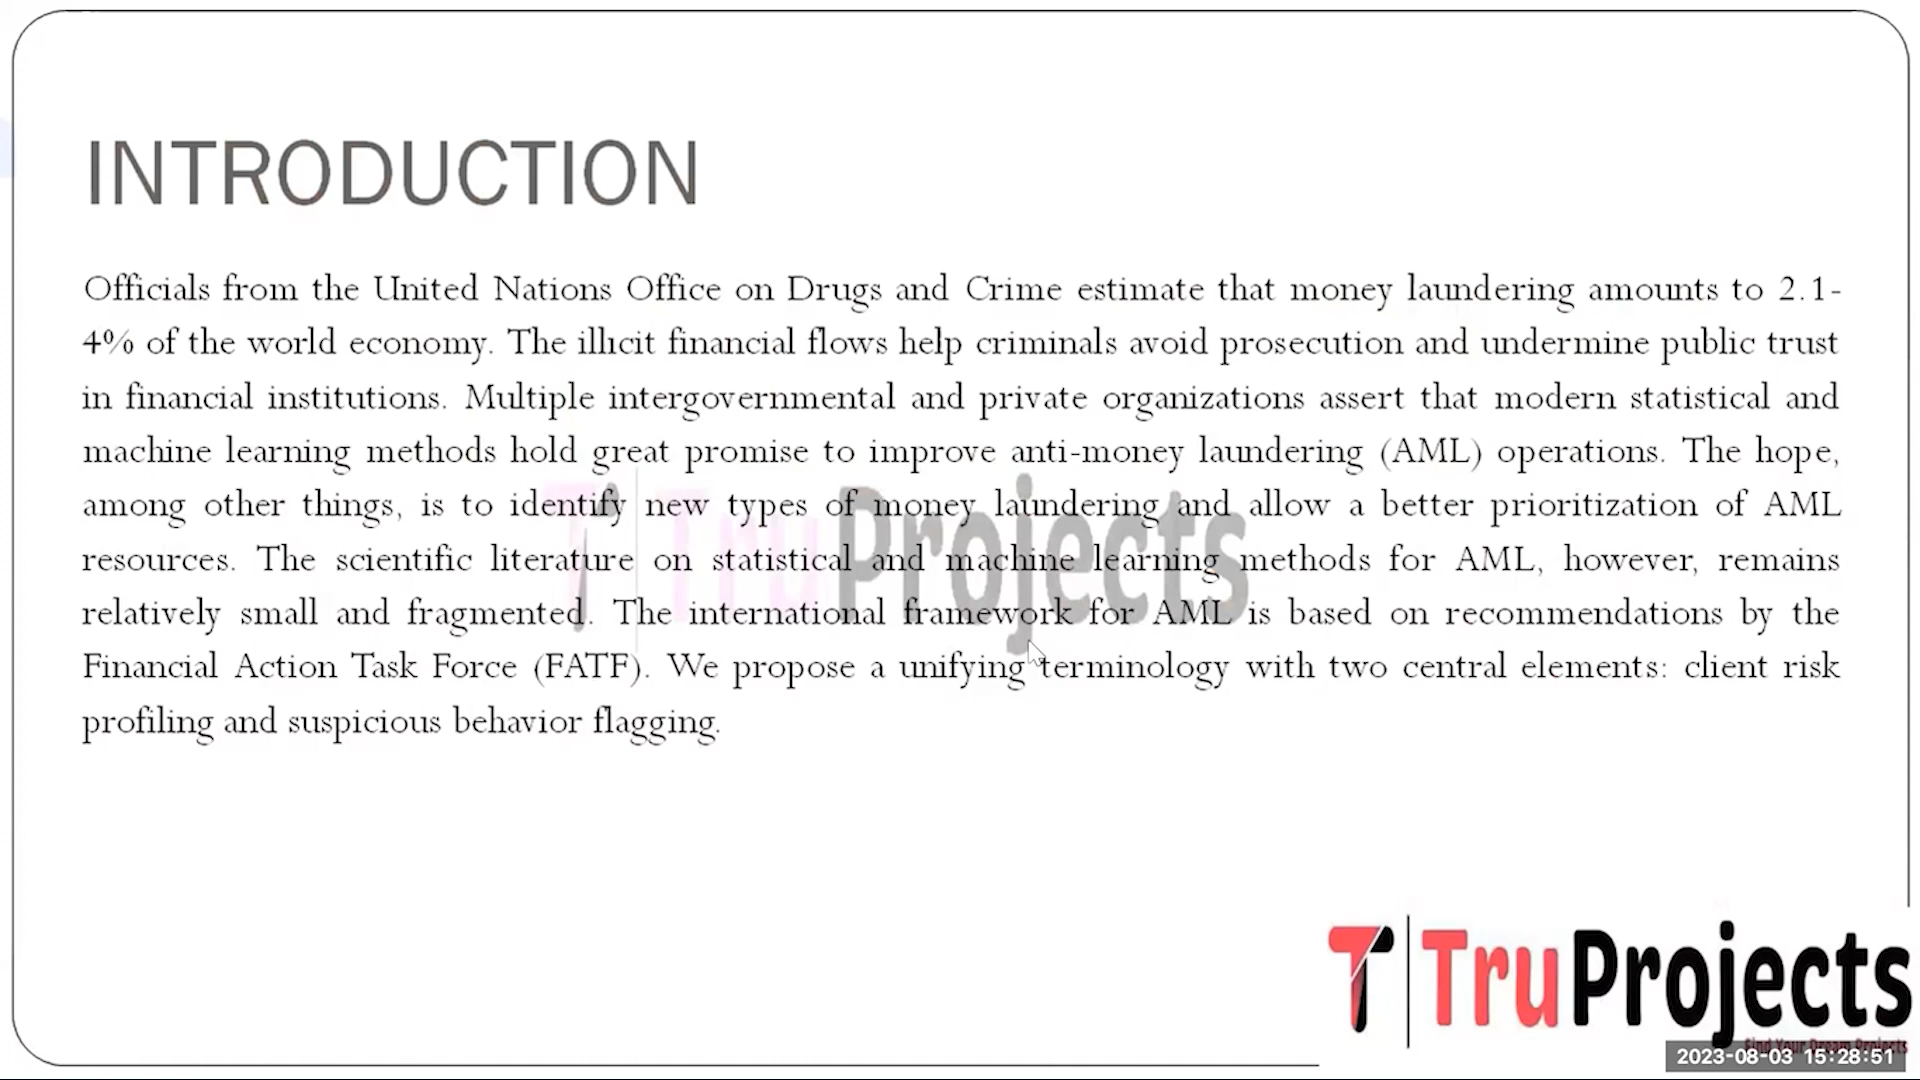 INTRODUCTION
Officials from the United Nations Office on Drugs and Crime estimate that money laundering amounts to 2.1-
4% of the world economy. The illicit financial flows help criminals avoid prosecution and undermine public trust
in financial institutions. Multiple intergovernmental and private organizations assert that modern statistical and
machine learning methods hold great promise to improve anti-money laundering (AML) operations. The hope,
among other things, is to identify new types of money laundering and allow a better prioritization of AML
resources. The scientific literature on statistical and machine learning methods for AML, however, remains
relatively small and fragmented. The international framework for AML is based on recommendations by the
Financial Action Task Force (FATF). We propose a unifying terminology with two central elements: client risk
profiling and suspicious behavior flagging.
TruProjects
TruProjects
Find Your Dream Projects
2023-08-03 15:28:51